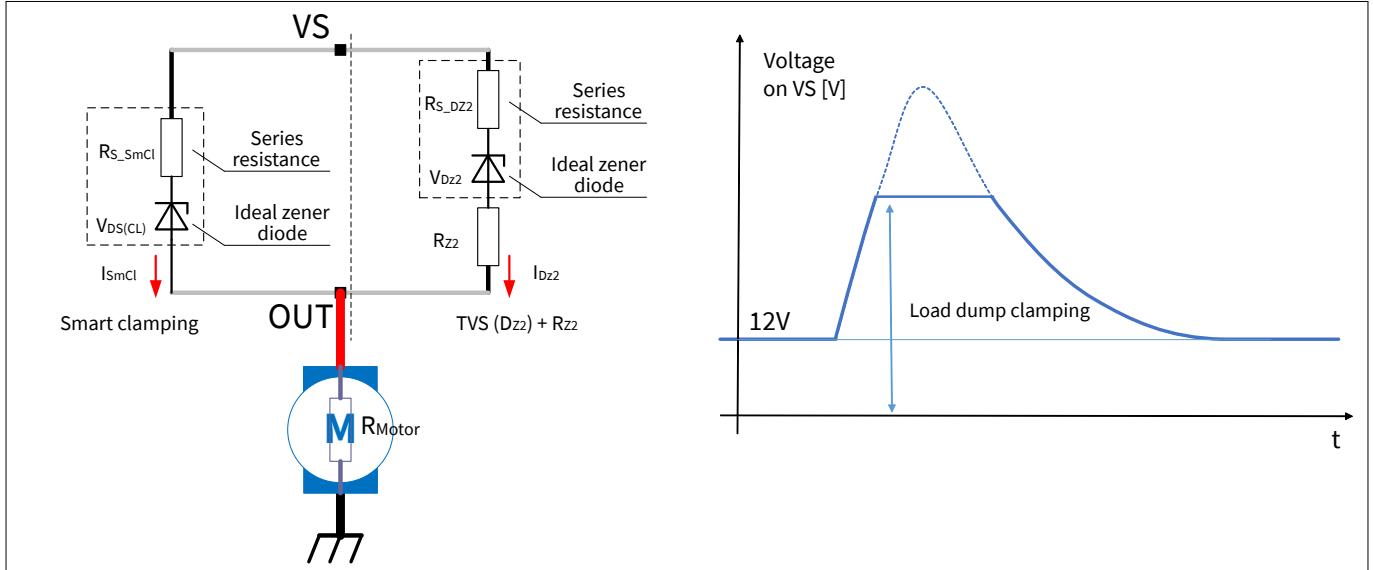 VS
RS_SmCl
Series
resistance
VDS(CL)
Ideal zener
diode
ISmCl
Smart clamping
OUT
RS_DZ2
Series
resistance
VDz2
Ideal zener
diode
RZ2
IDz2
TVS (DZ2) + RZ2
M
RMotor
Voltage
on VS [V]
12V
Load dump clamping
t